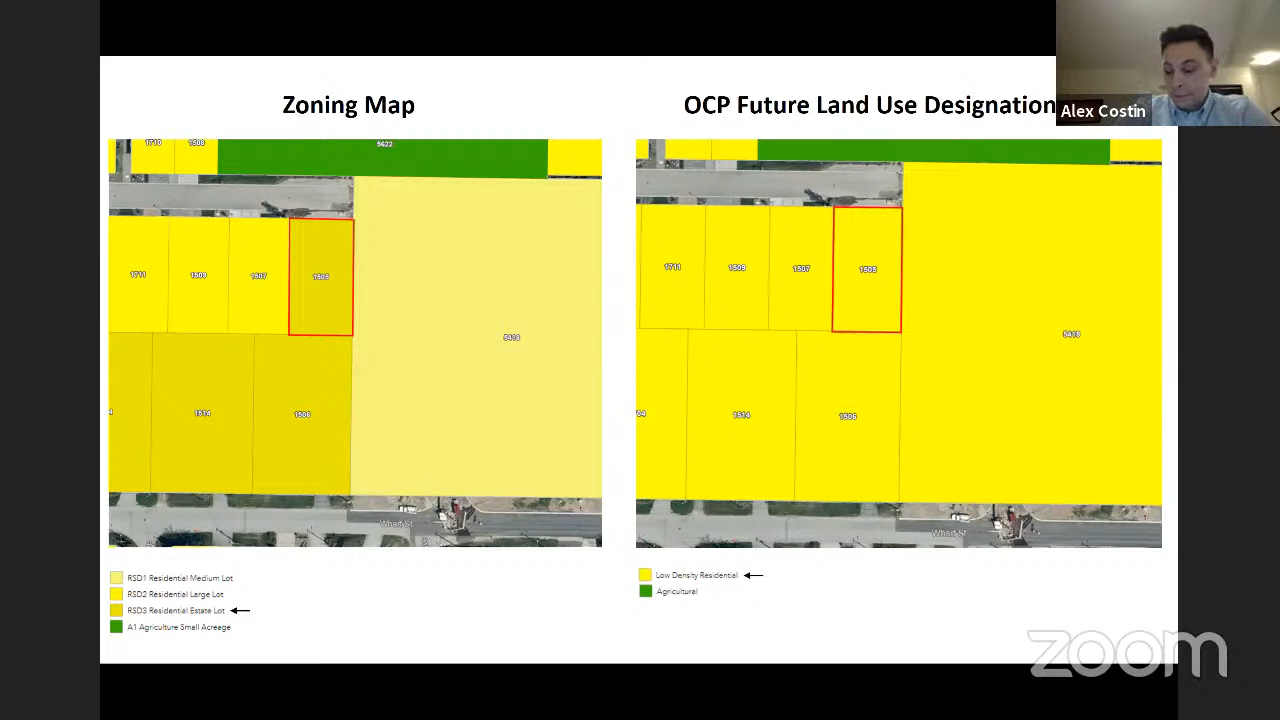 Zoning Map
OCP Future Land Use Designation
Alex Costin
1710
1508
5622
1711
1509
1507
1505
5418
1514
1506
Wharf St
RSD1 Residential Medium Lot
RSD2 Residential Large Lot
RSD3 Residential Estate Lot
A1 Agriculture Small Acreage
1711
1509
1507
1505
5418
04
1514
1506
Wharf St
Low Density Residential
Agricultural
zoom